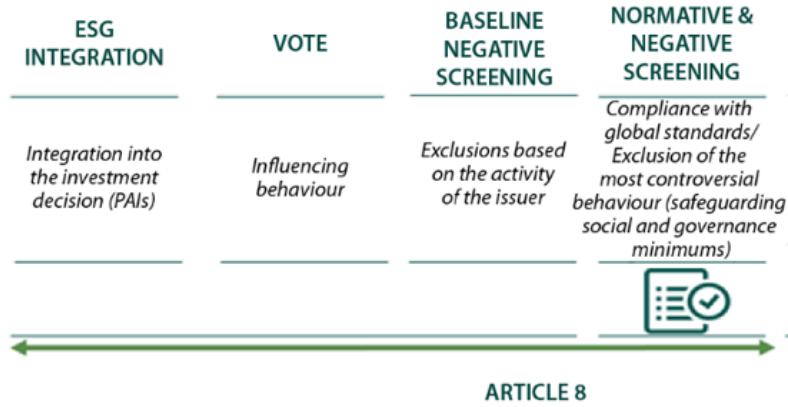 ESG
INTEGRATION
VOTE
BASELINE
NEGATIVE
SCREENING
NORMATIVE &
NEGATIVE
SCREENING
Integration into
the investment
decision (PAIs)
Influencing
behaviour
Exclusions based
on the activity
of the issuer
Compliance with
global standards/
Exclusion of the
most controversial
behaviour (safeguarding
social and governance
minimums)
ARTICLE 8